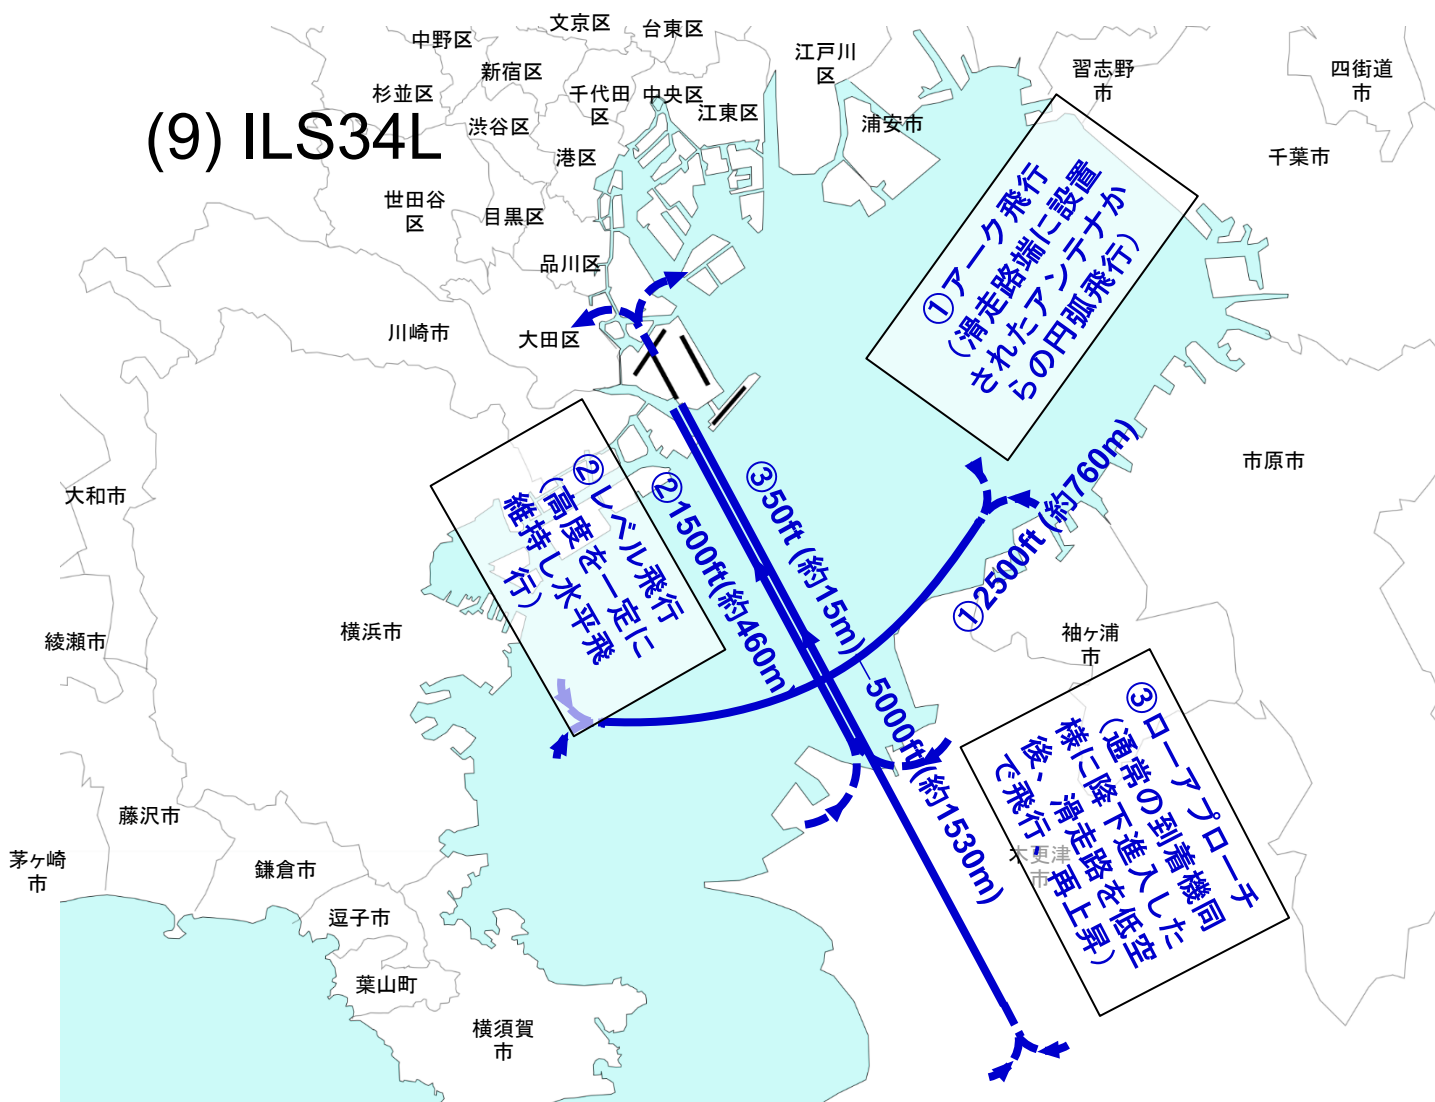 (9) ILS34L
文京区
台東区
中野区
新宿区
江戸川
区
習志野
市
四街道
市
杉並区
千代田
区
中央区
江東区
渋谷区
浦安市
港区
千葉市
世田谷
区
目黒区
品川区
川崎市
大田区
①アーク飛行
（滑走路端に設置
されたアンテナか
らの円弧飛行）
市原市
大和市
②レベル飛行
（高度を一定に
維持し水平飛
行）
②1500ft(約460m)
③50ft (約15m)～5000ft(約1530m)
①2500ft (約760m)
横浜市
綾瀬市
袖ヶ浦
市
③ローアプローチ
（通常の到着機同
様に降下進入した
後、滑走路を低空
で飛行，再上昇）
木更津
市
藤沢市
茅ヶ崎
市
鎌倉市
逗子市
葉山町
横須賀
市